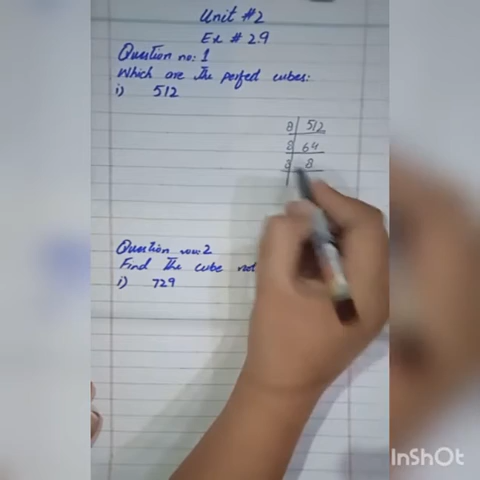 Unit #2
Ex # 2.9
Question no: 1
Which are the perfect cubes:
i) 512
8 | 512
8 | 64
8 | 8
Question no: 2
Find the cube
i) 729
InShOt